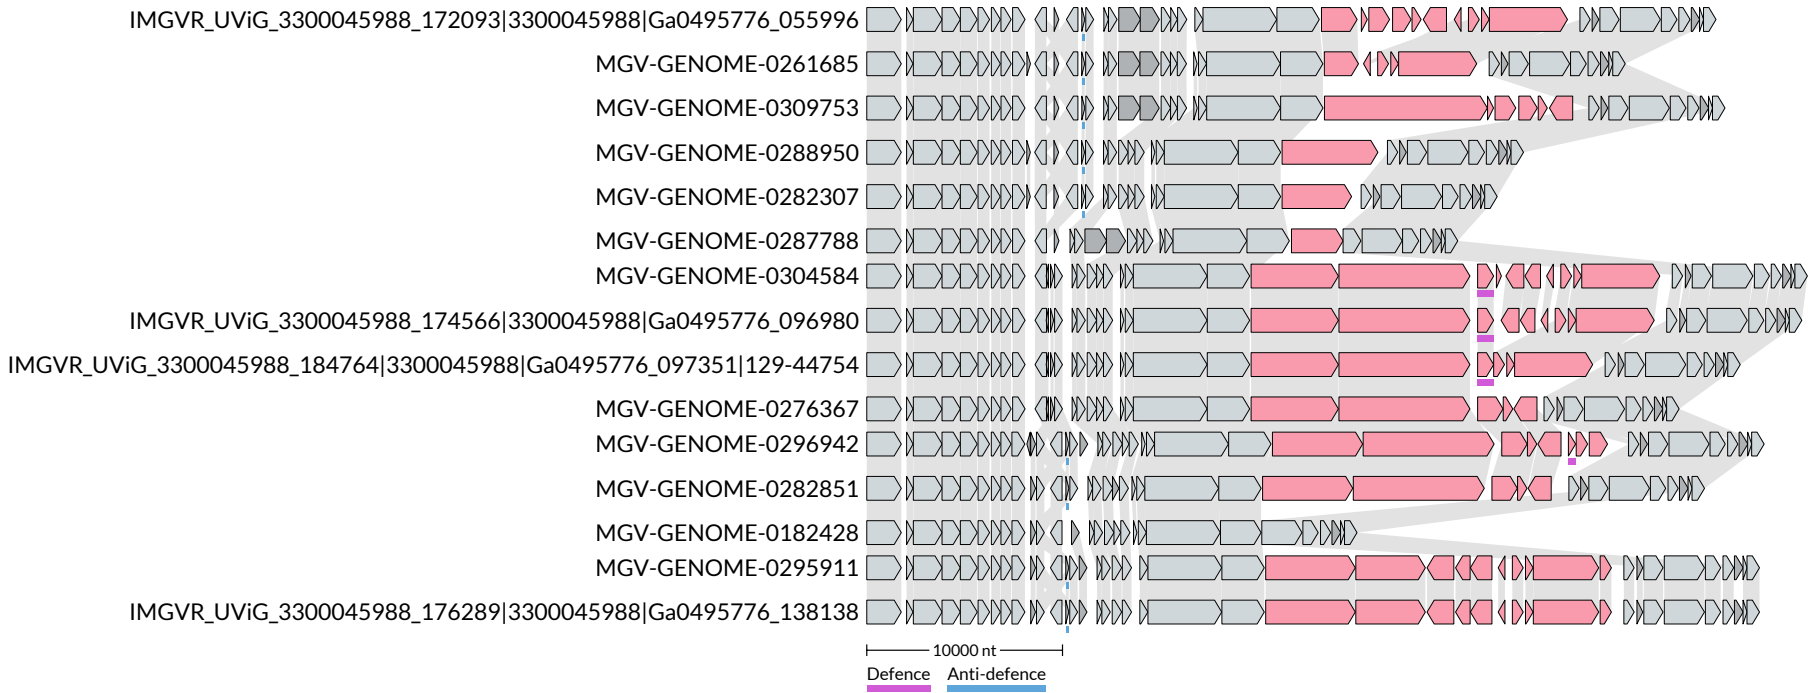 IMGVR_UViG_3300045988_172093|3300045988|Ga0495776_055996
MGV-GENOME-0261685
MGV-GENOME-0309753
MGV-GENOME-0288950
MGV-GENOME-0282307
MGV-GENOME-0287788
MGV-GENOME-0304584
IMGVR_UViG_3300045988_174566|3300045988|Ga0495776_096980
IMGVR_UViG_3300045988_184764|3300045988|Ga0495776_097351|129-44754
MGV-GENOME-0276367
MGV-GENOME-0296942
MGV-GENOME-0282851
MGV-GENOME-0182428
MGV-GENOME-0295911
IMGVR_UViG_3300045988_176289|3300045988|Ga0495776_138138
10000 nt
Defence Anti-defence